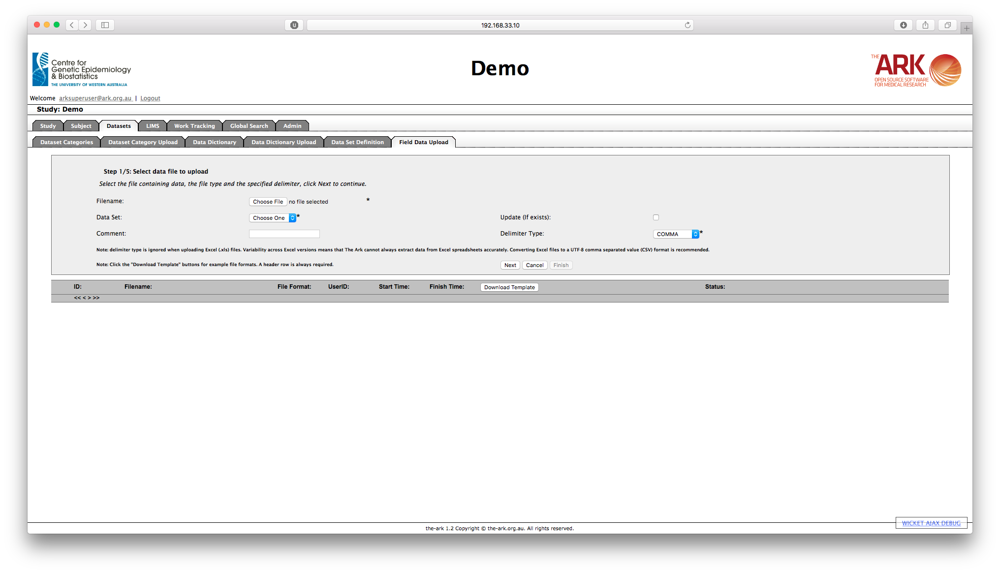 192.168.33.10
Centre for
Genetic Epidemiology
& Biostatistics
THE UNIVERSITY OF WESTERN AUSTRALIA
Demo
THE ARK
OPEN SOURCE SOFTWARE
FOR MEDICAL RESEARCH
Welcome arksuperuser@ark.org.au | Logout
Study: Demo
Study Subject Datasets LIMS Work Tracking Global Search Admin
Dataset Categories Dataset Category Upload Data Dictionary Data Dictionary Upload Data Set Definition Field Data Upload
Step 1/5: Select data file to upload
Select the file containing data, the file type and the specified delimiter, click Next to continue.
Filename: Choose File no file selected *
Data Set: Choose One * Update (If exists):
Comment: Delimiter Type: COMMA *
Note: delimiter type is ignored when uploading Excel (.xls) files. Variability across Excel versions means that The Ark cannot always extract data from Excel spreadsheets accurately. Converting Excel files to a UTF-8 comma separated value (CSV) format is recommended.
Note: Click the "Download Template" buttons for example file formats. A header row is always required. Next Cancel Finish
ID: Filename: File Format: UserID: Start Time: Finish Time: Download Template Status:
<< < > >>
WICKET AJAX DEBUG
the-ark 1.2 Copyright © the-ark.org.au. All rights reserved.